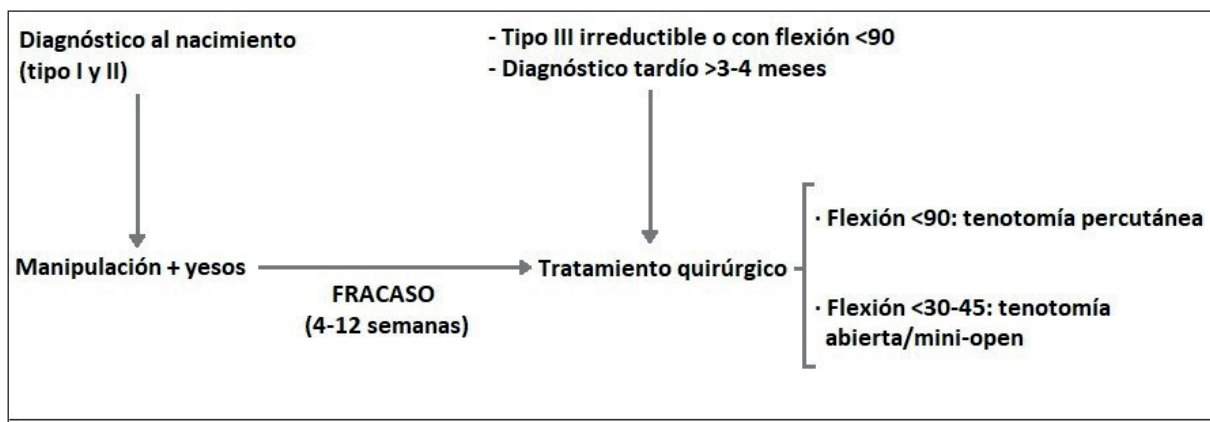 Diagnóstico al nacimiento
(tipo I y II)
- Tipo III irreductible o con flexión <90
- Diagnóstico tardío >3-4 meses
Manipulación + yesos
FRACASO
(4-12 semanas)
Tratamiento quirúrgico
· Flexión <90: tenotomía percutánea
· Flexión <30-45: tenotomía
abierta/mini-open